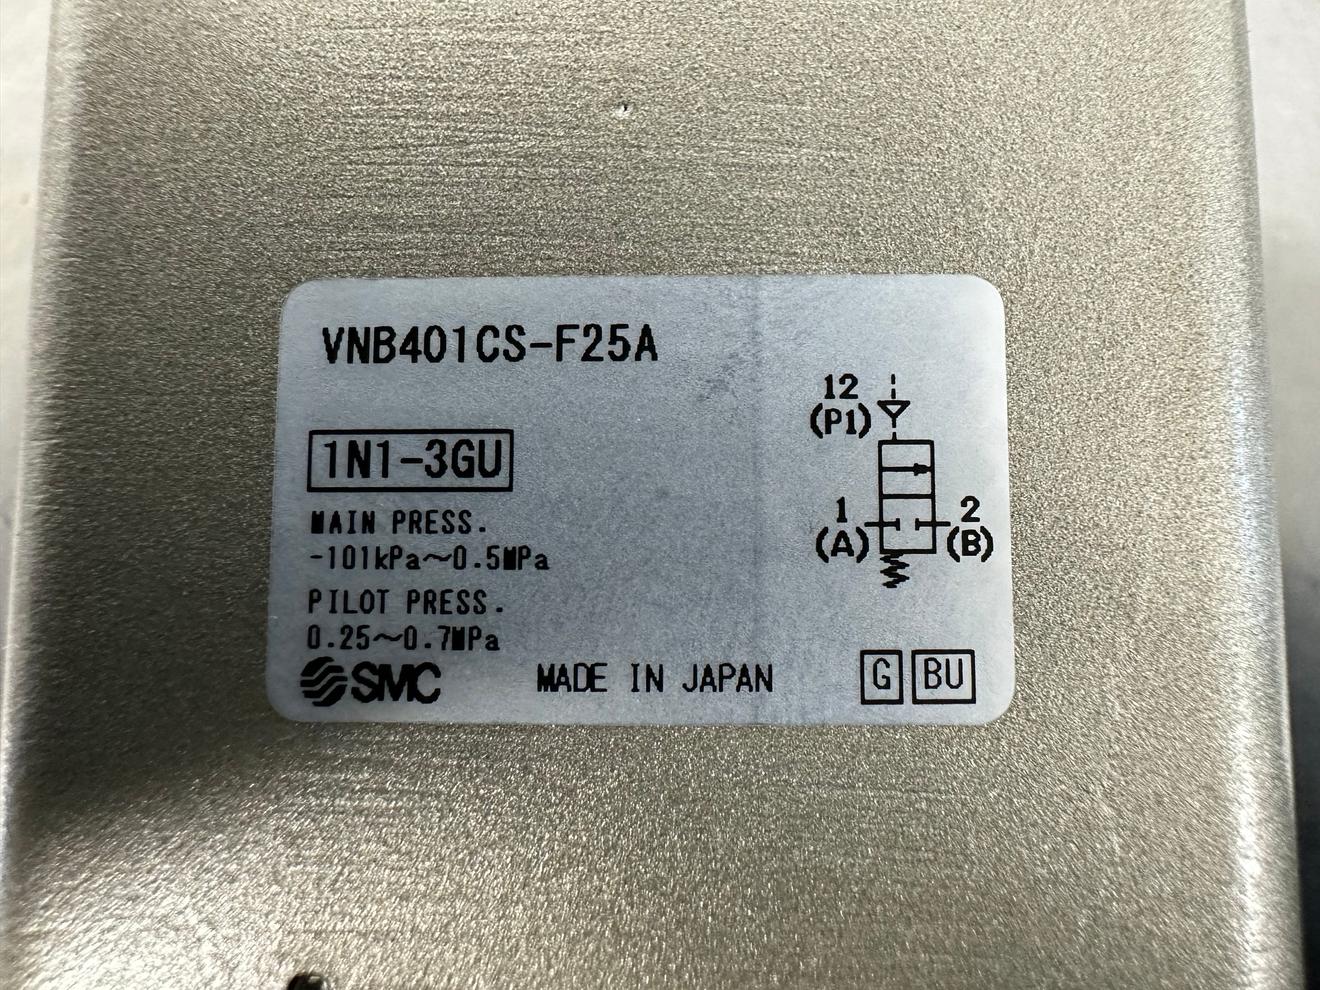 VNB401CS-F25A
1N1-3GU
MAIN PRESS.
-101kPa～0.5MPa
PILOT PRESS.
0.25～0.7MPa
SMC MADE IN JAPAN G BU
12
(P1)
1 2
(A) (B)